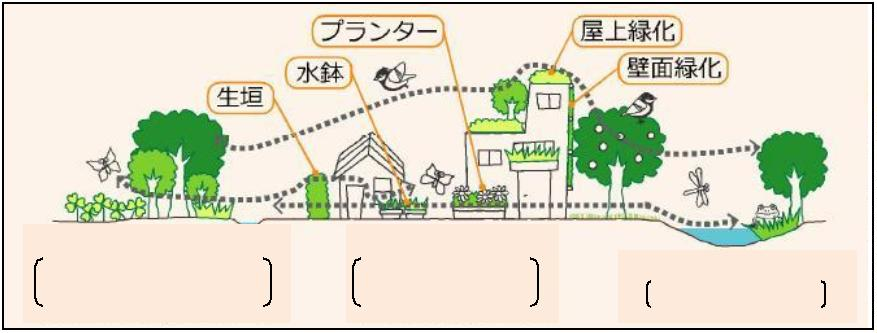 プランター
屋上緑化
水鉢
壁面緑化
生垣